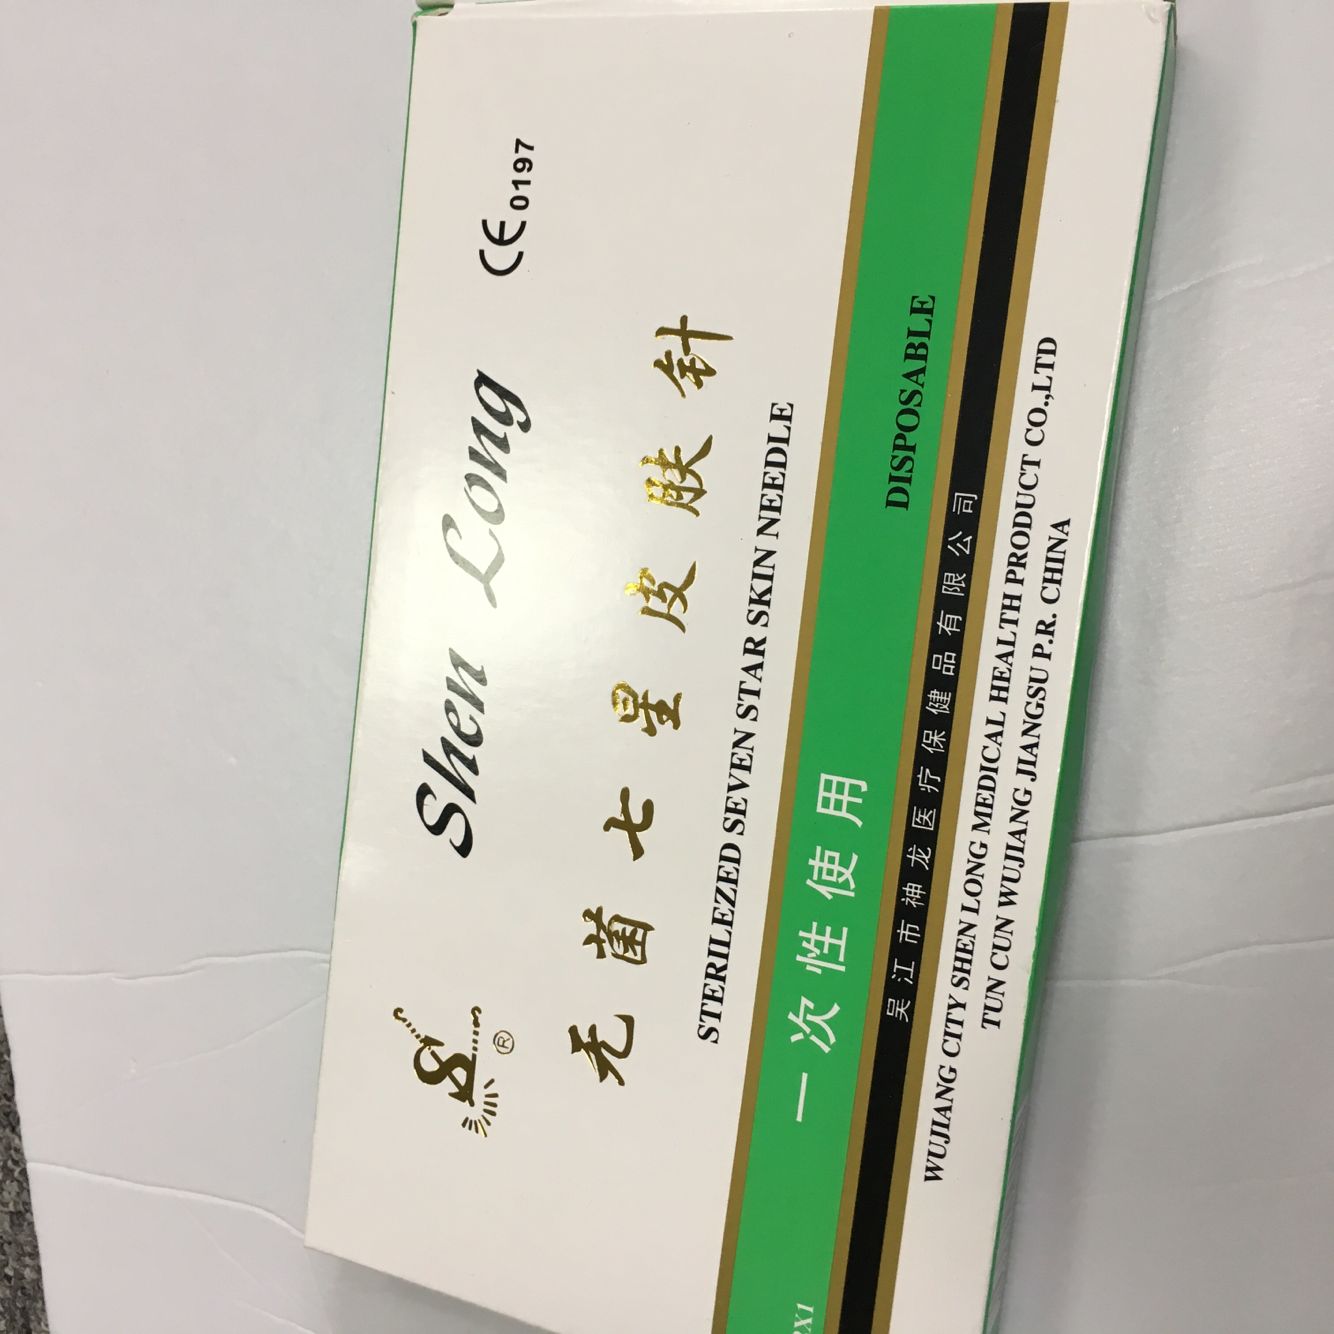 Shen Long
CE 0197
®
无菌七星皮肤针
STERILEZED SEVEN STAR SKIN NEEDLE
一次性使用
DISPOSABLE
吴江市神龙医疗保健品有限公司
WUJIANG CITY SHEN LONG MEDICAL HEALTH PRODUCT CO.,LTD
TUN CUN WUJIANG JIANGSU P.R. CHINA